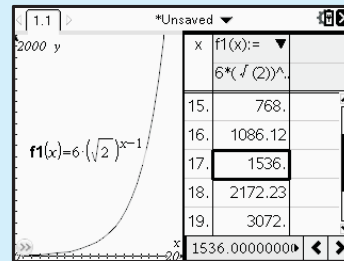 1.1 *Unsaved
2000 y
f1(x)=6·(√2)^x−1
x
20
x f1(x):= ▼
6*(√(2))^..
15. 768.
16. 1086.12
17. 1536.
18. 2172.23
19. 3072.
1536.0000000